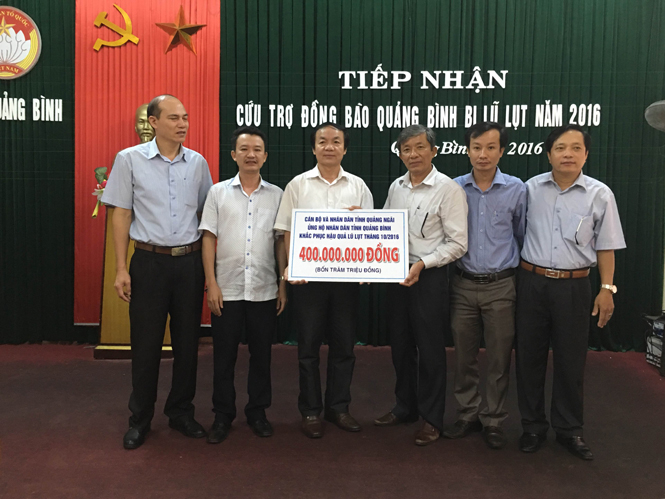 TIẾP NHẬN
CỨU TRỢ ĐỒNG BÀO QUẢNG BÌNH BỊ LŨ LỤT NĂM 2016
2016
CÁN BỘ VÀ NHÂN DÂN TỈNH QUẢNG NGÃI
ỦNG HỘ NHÂN DÂN TỈNH QUẢNG BÌNH
KHẮC PHỤC HẬU QUẢ LŨ LỤT THÁNG 10/2016
400.000.000 ĐỒNG
(BỐN TRĂM TRIỆU ĐỒNG)